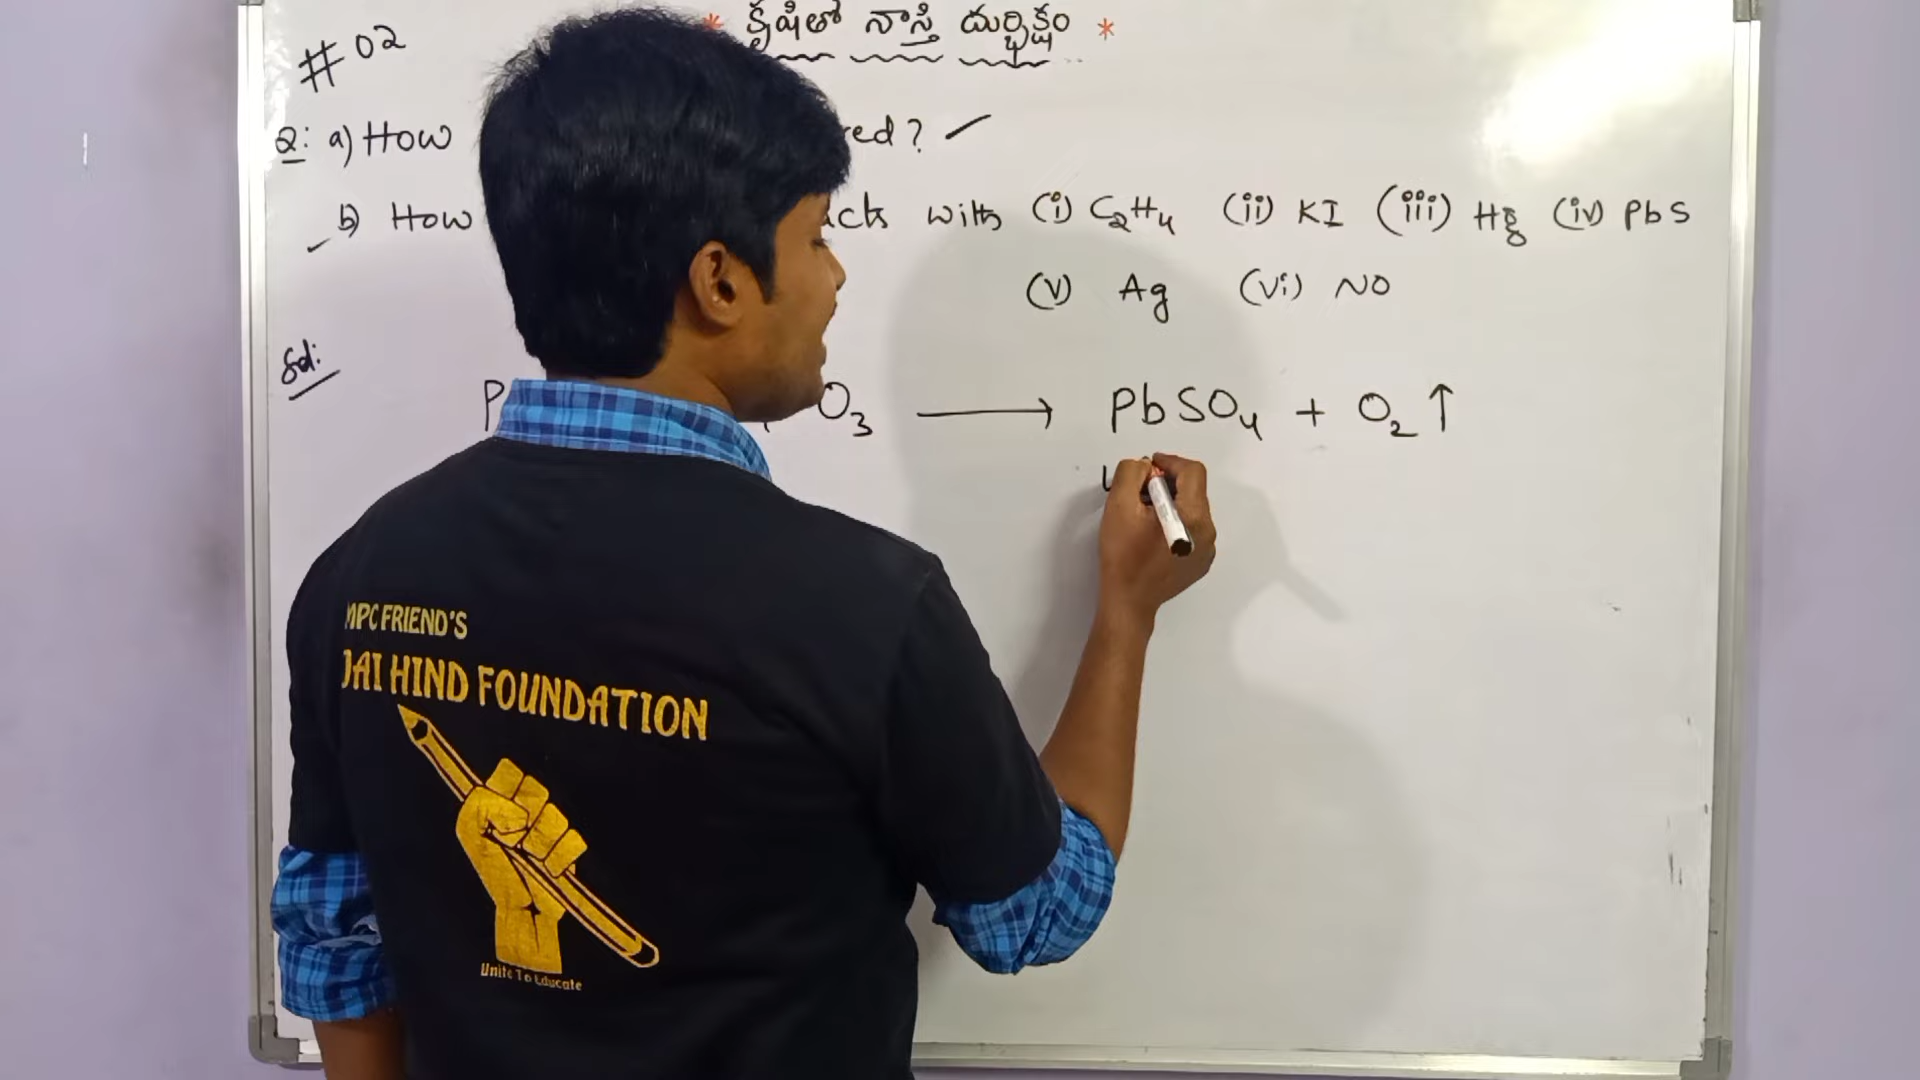 * కృషితో నాస్తి దుర్భిక్షం *
# 02
Q: a) How red? ✓
b) How acts with (i) C₂H₄ (ii) KI (iii) Hg (iv) PbS
(v) Ag (vi) NO
Sol:
P O₃ ⟶ PbSO₄ + O₂ ↑
MPC FRIEND'S
JAI HIND FOUNDATION
Unite To Educate